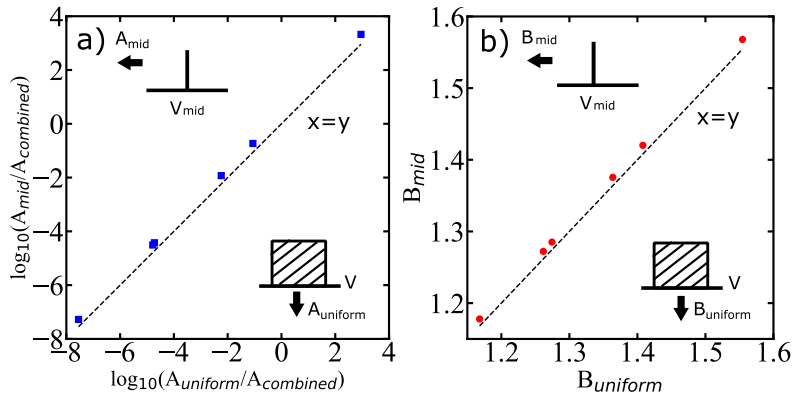 a)
A_mid
V_mid
x=y
V
A_uniform
4
2
0
−2
−4
−6
−8
−8 −6 −4 −2 0 2 4
log10(A_mid/A_combined)
log10(A_uniform/A_combined)
b)
B_mid
V_mid
x=y
V
B_uniform
1.6
1.5
1.4
1.3
1.2
1.2 1.3 1.4 1.5 1.6
B_mid
B_uniform